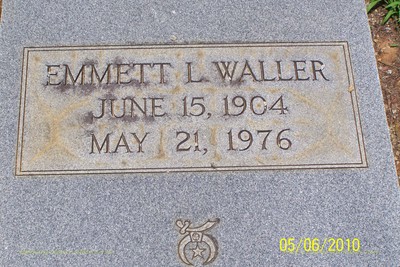 EMMETT L. WALLER
JUNE 15, 1904
MAY 21, 1976
05/06/2010